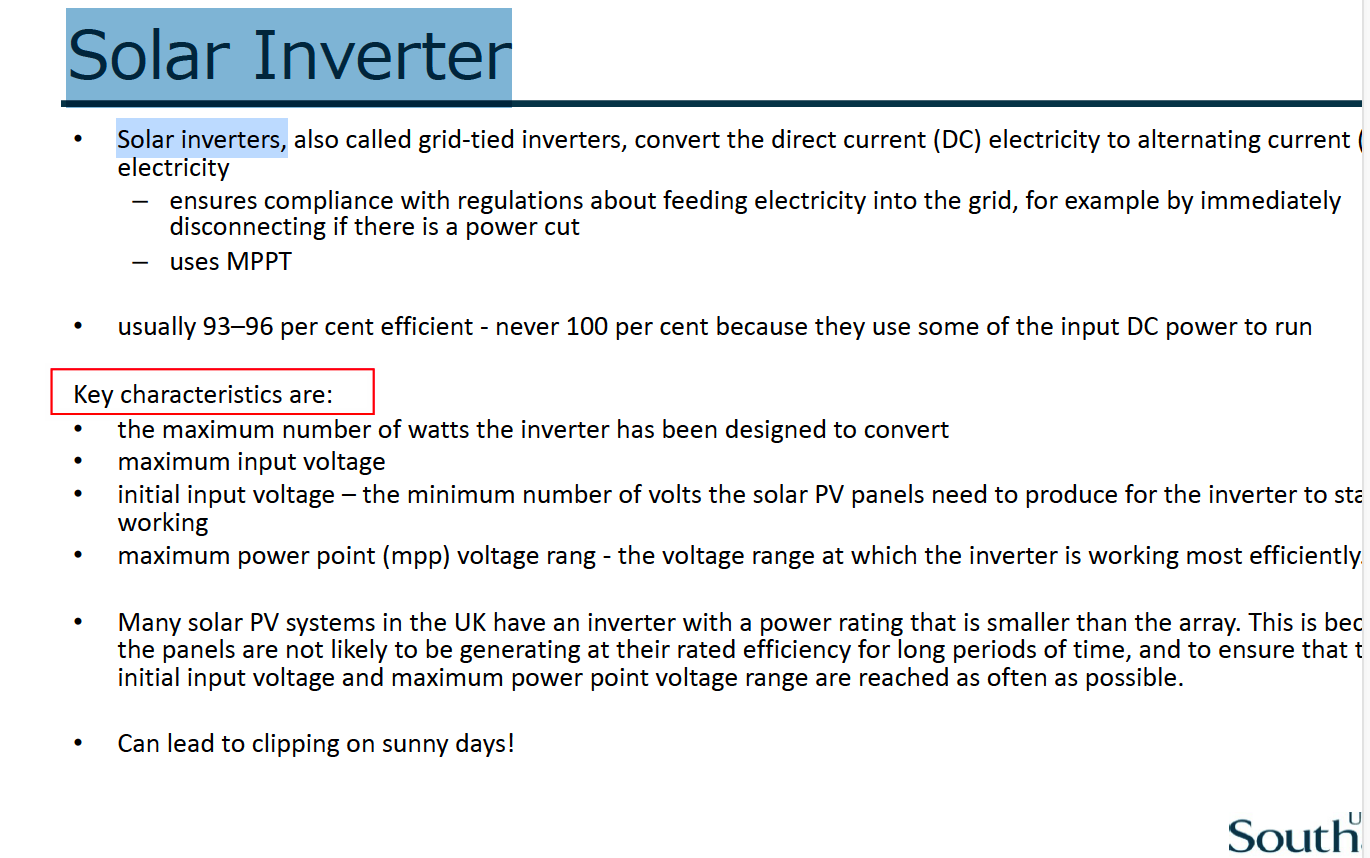 Solar Inverter
• Solar inverters, also called grid-tied inverters, convert the direct current (DC) electricity to alternating current (
electricity
– ensures compliance with regulations about feeding electricity into the grid, for example by immediately
disconnecting if there is a power cut
– uses MPPT
• usually 93–96 per cent efficient - never 100 per cent because they use some of the input DC power to run
Key characteristics are:
• the maximum number of watts the inverter has been designed to convert
• maximum input voltage
• initial input voltage – the minimum number of volts the solar PV panels need to produce for the inverter to sta
working
• maximum power point (mpp) voltage rang - the voltage range at which the inverter is working most efficiently.
• Many solar PV systems in the UK have an inverter with a power rating that is smaller than the array. This is bec
the panels are not likely to be generating at their rated efficiency for long periods of time, and to ensure that t
initial input voltage and maximum power point voltage range are reached as often as possible.
• Can lead to clipping on sunny days!
U
South